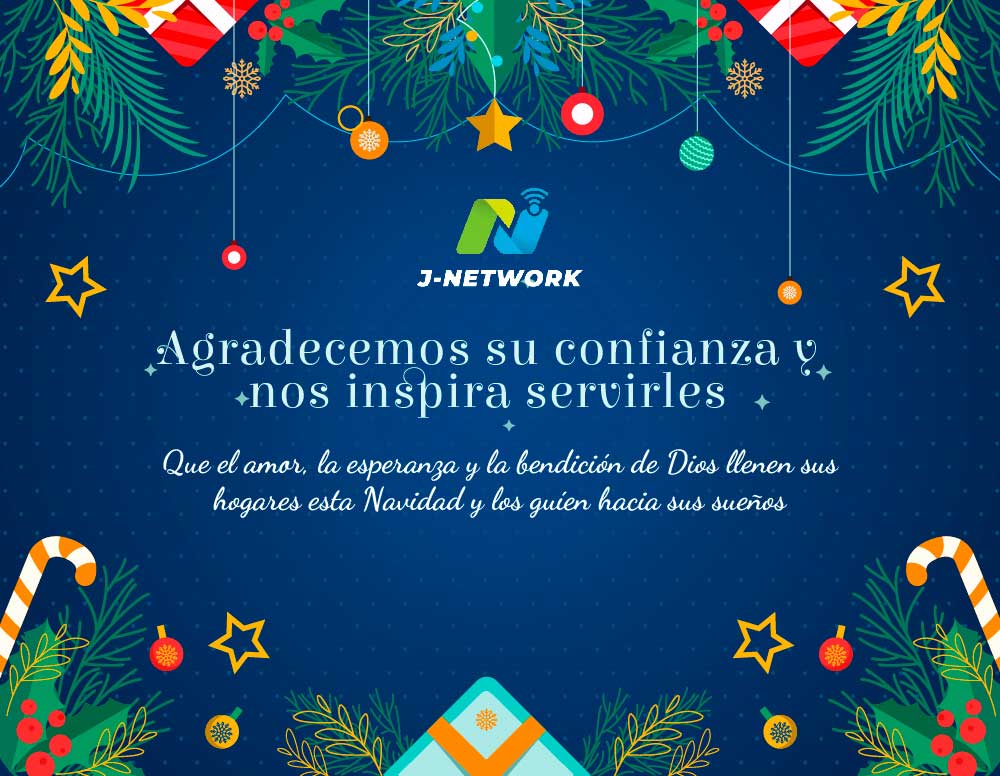 J-NETWORK
Agradecemos su confianza y
nos inspira servirles
Que el amor, la esperanza y la bendición de Dios llenen sus
hogares esta Navidad y los guíen hacia sus sueños